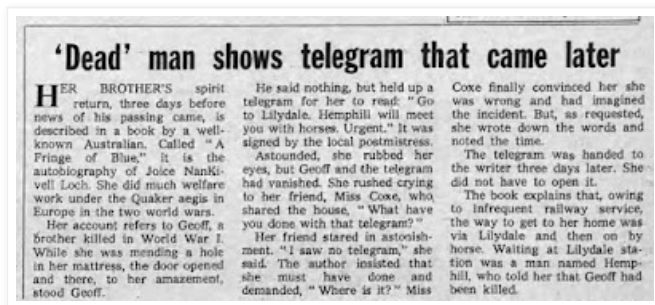 'Dead' man shows telegram that came later
HER BROTHER'S spirit
return, three days before
news of his passing came, is
described in a book by a well-
known Australian. Called "A
Fringe of Blue," it is the
autobiography of Joice NanKi-
vell Loch. She did much welfare
work under the Quaker aegis in
Europe in the two world wars.
Her account refers to Geoff, a
brother killed in World War I.
While she was mending a hole
in her mattress, the door opened
and there, to her amazement,
stood Geoff.
He said nothing, but held up a
telegram for her to read: "Go
to Lilydale. Hemphill will meet
you with horses. Urgent." It was
signed by the local postmistress.
Astounded, she rubbed her
eyes, but Geoff and the telegram
had vanished. She rushed crying
to her friend, Miss Coxe, who
shared the house, "What have
you done with that telegram?"
Her friend stared in astonish-
ment. "I saw no telegram," she
said. The author insisted that
she must have done and
demanded, "Where is it?" Miss
Coxe finally convinced her she
was wrong and had imagined
the incident. But, as requested,
she wrote down the words and
noted the time.
The telegram was handed to
the writer three days later. She
did not have to open it.
The book explains that, owing
to infrequent railway service,
the way to get to her home was
via Lilydale and then on by
horse. Waiting at Lilydale sta-
tion was a man named Hemp-
hill, who told her that Geoff had
been killed.